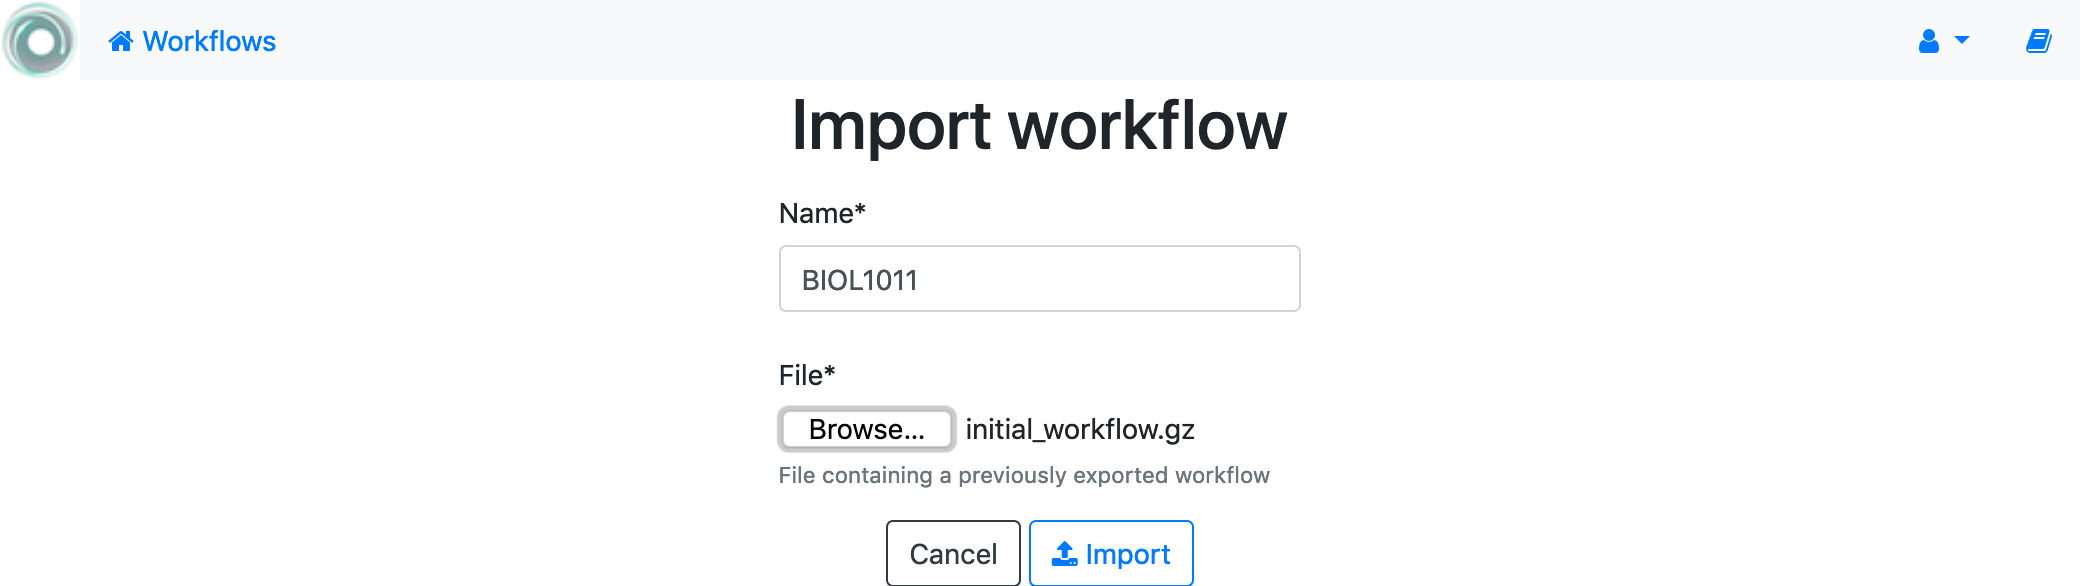 Workflows
Import workflow
Name*
BIOL1011
File*
Browse... initial_workflow.gz
File containing a previously exported workflow
Cancel Import